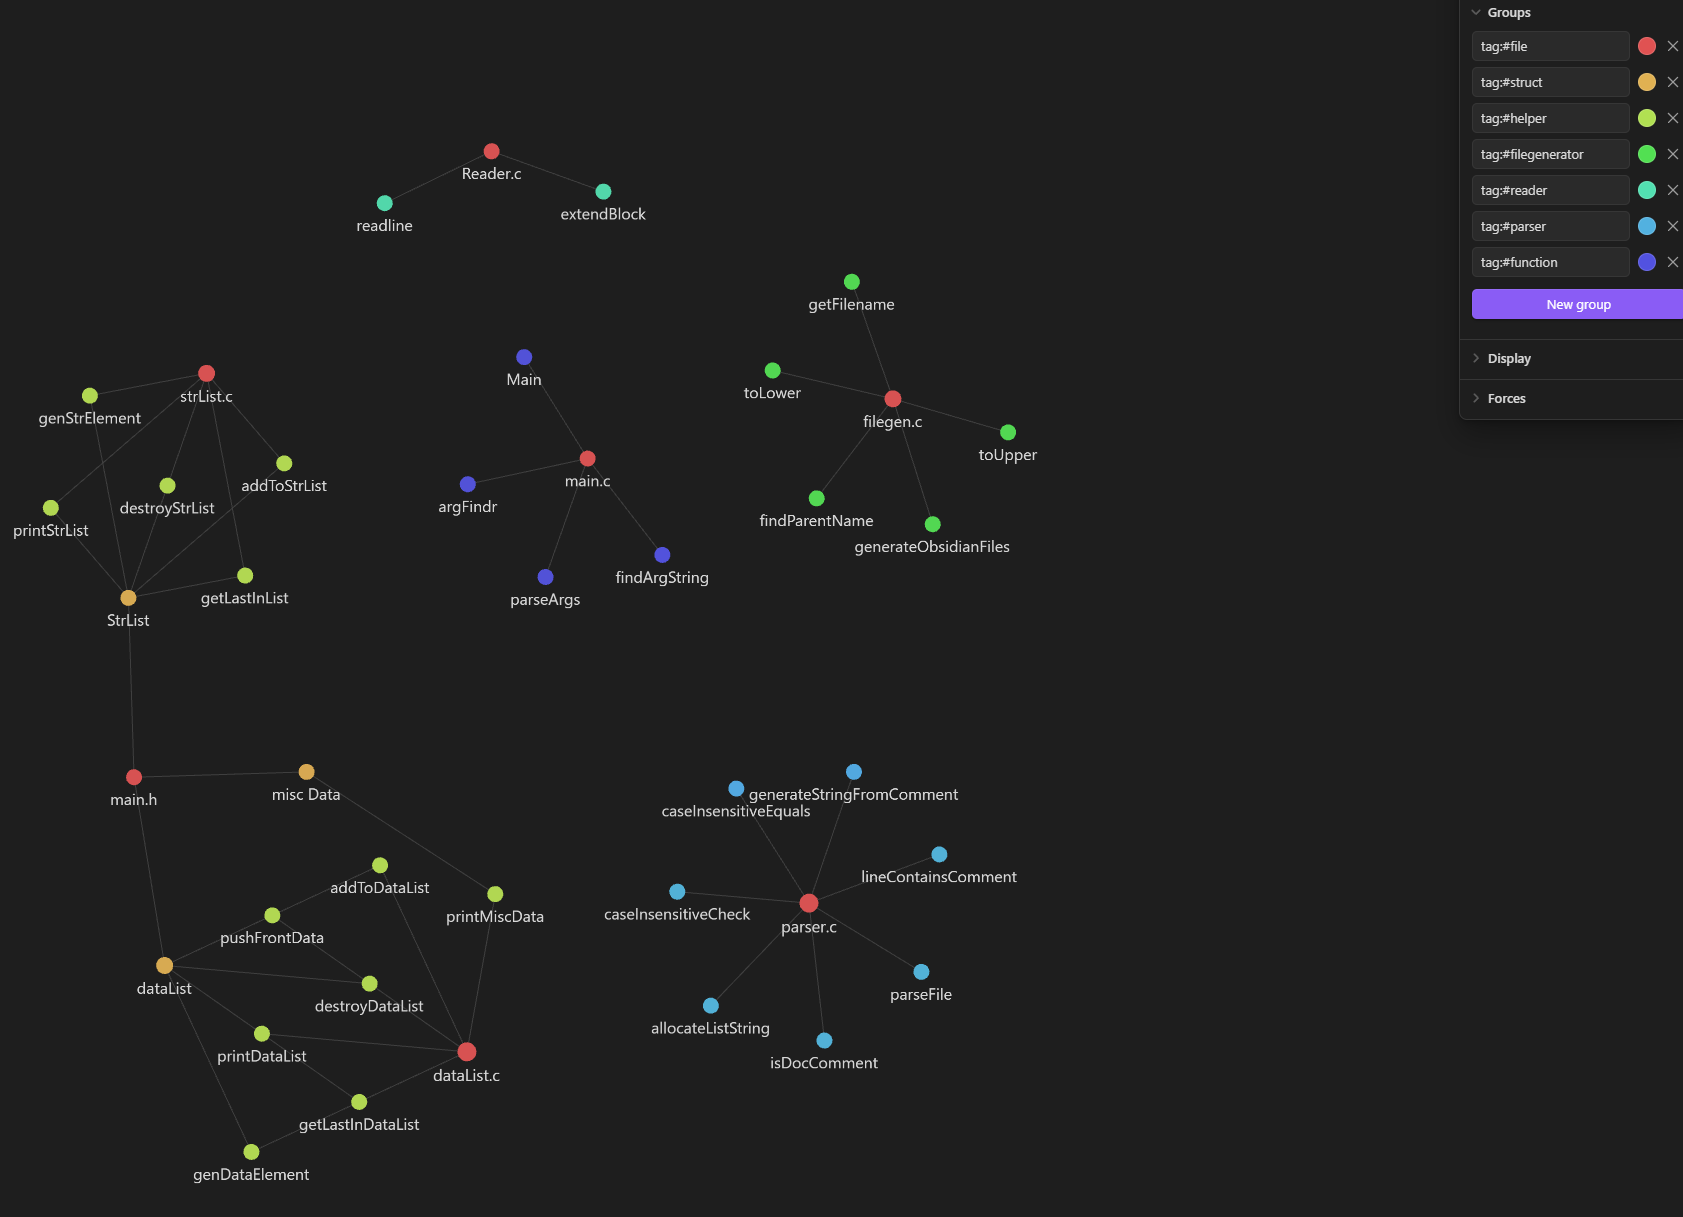 Groups
tag:#file
tag:#struct
tag:#helper
tag:#filegenerator
tag:#reader
tag:#parser
tag:#function
New group
Display
Forces
Reader.c
readline
extendBlock
getFilename
toLower
filegen.c
toUpper
findParentName
generateObsidianFiles
Main
main.c
argFindr
findArgString
parseArgs
strList.c
genStrElement
addToStrList
destroyStrList
printStrList
getLastInList
StrList
main.h
misc Data
addToDataList
printMiscData
pushFrontData
dataList
destroyDataList
printDataList
dataList.c
getLastInDataList
genDataElement
generateStringFromComment
caseInsensitiveEquals
lineContainsComment
caseInsensitiveCheck
parser.c
parseFile
allocateListString
isDocComment